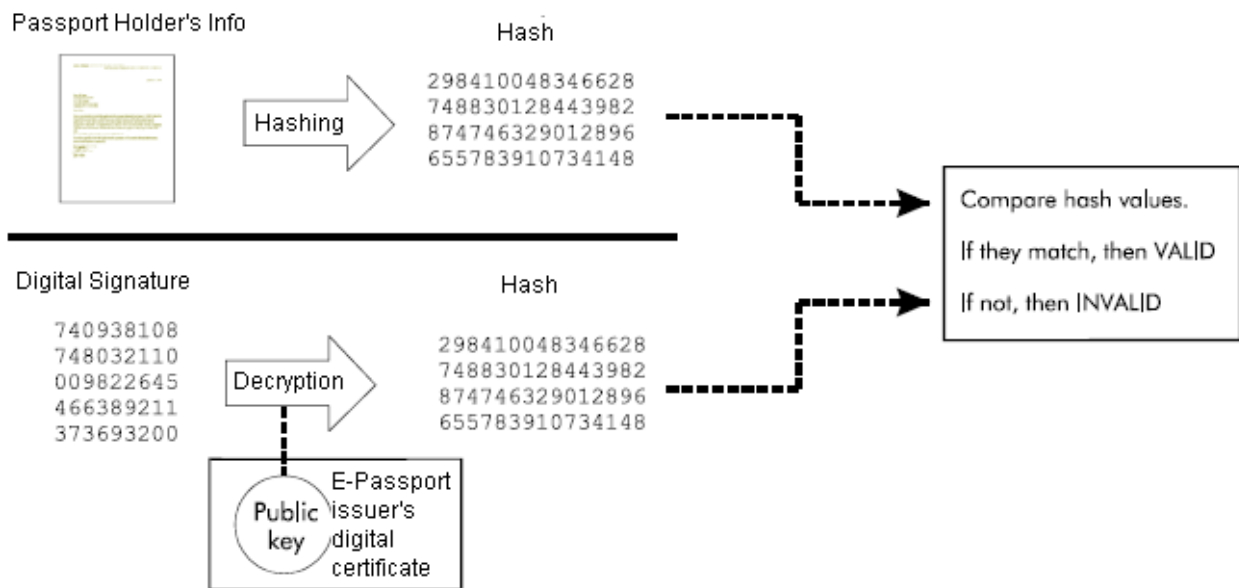 Passport Holder's Info
Hash
298410048346628
748830128443982
874746329012896
655783910734148
Hashing
Compare hash values.
If they match, then VALID
If not, then INVALID
Digital Signature
740938108
748032110
009822645
466389211
373693200
Decryption
Hash
298410048346628
748830128443982
874746329012896
655783910734148
Public
key
E-Passport
issuer's
digital
certificate